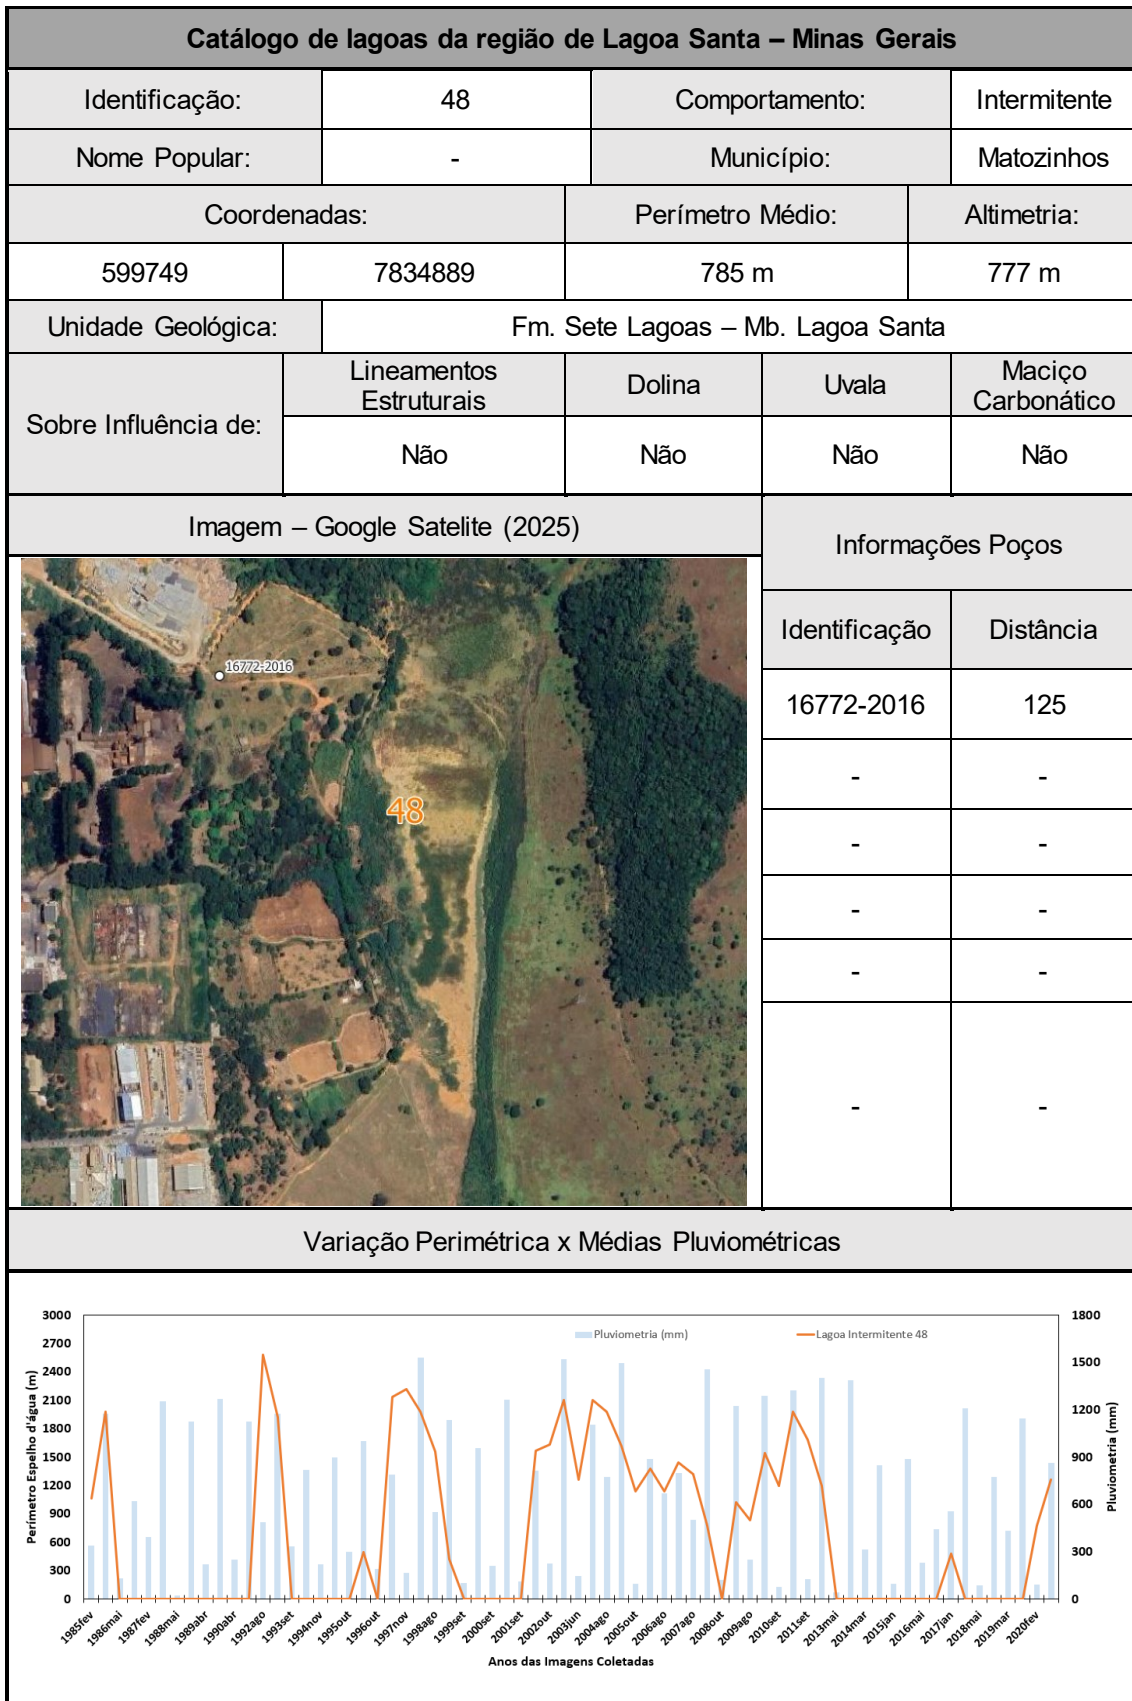 Catálogo de lagoas da região de Lagoa Santa – Minas Gerais
Identificação: 48 Comportamento: Intermitente
Nome Popular: - Município: Matozinhos
Coordenadas: Perímetro Médio: Altimetria:
599749 7834889 785 m 777 m
Unidade Geológica: Fm. Sete Lagoas – Mb. Lagoa Santa
Sobre Influência de:
Lineamentos Estruturais Dolina Uvala Maciço Carbonático
Não Não Não Não
Imagem – Google Satelite (2025)
Informações Poços
Identificação Distância
16772-2016 125
- -
- -
- -
- -
- -
16772-2016
48
Variação Perimétrica x Médias Pluviométricas
Pluviometria (mm) Lagoa Intermitente 48
Perímetro Espelho d'água (m)
3000
2700
2400
2100
1800
1500
1200
900
600
300
0
1800
1500
1200
900
600
300
0
Pluviometria (mm)
1985fev 1986mai 1987fev 1988mai 1989abr 1990abr 1992ago 1993set 1994nov 1995out 1996out 1997nov 1998ago 1999set 2000set 2001set 2002out 2003jun 2004ago 2005out 2006ago 2007ago 2008out 2009ago 2010set 2011set 2013mai 2014mar 2015jan 2016mai 2017jan 2018mai 2019mar 2020fev
Anos das Imagens Coletadas